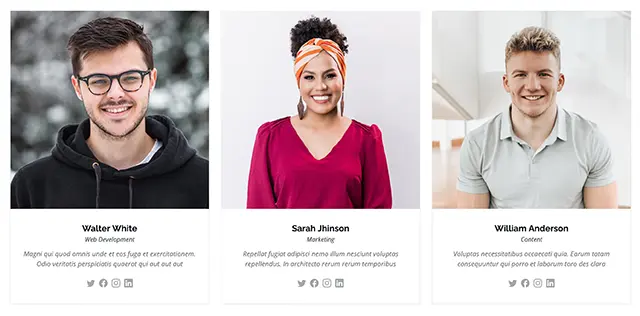 Walter White
Web Development
Magni qui quod omnis unde et eos fuga et exercitationem.
Odio veritatis perspiciatis quaerat qui aut aut aut
Sarah Jhinson
Marketing
Repellat fugiat adipisci nemo illum nesciunt voluptas
repellendus. In architecto rerum rerum temporibus
William Anderson
Content
Voluptas necessitatibus occaecati quia. Earum totam
consequuntur qui porro et laborum toro des clara